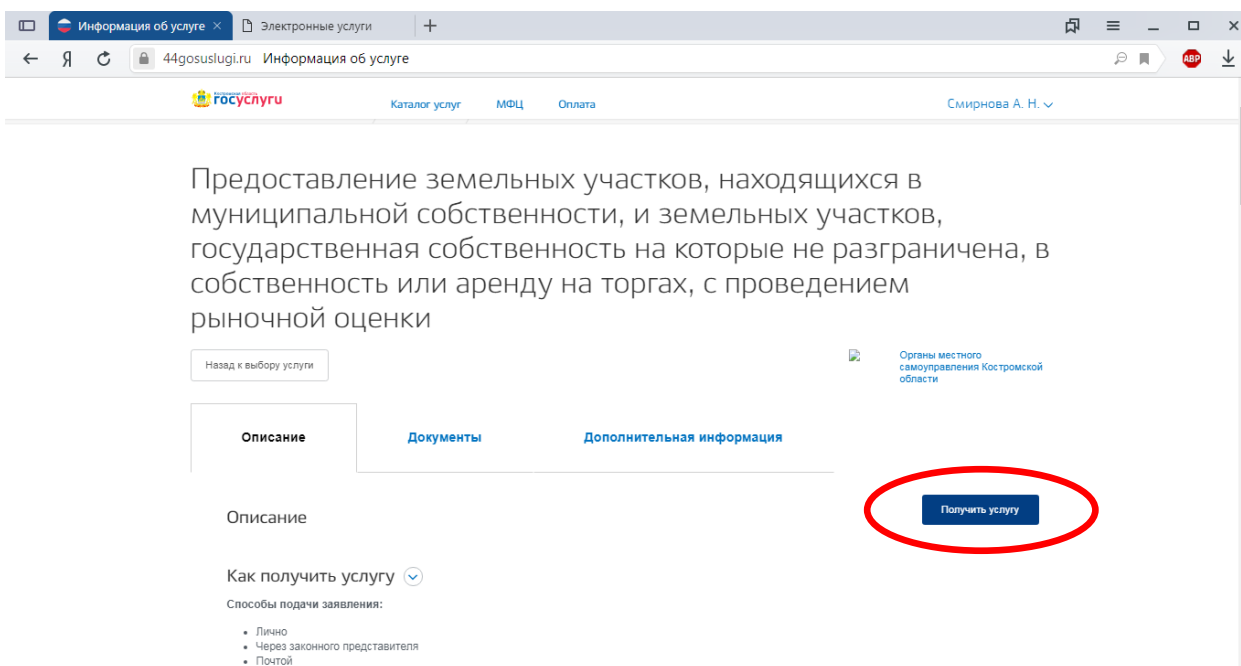 Информация об услуге
Электронные услуги
Я
44gosuslugi.ru Информация об услуге
ABP
Костромская область
госуслуги
Каталог услуг МФЦ Оплата
Смирнова А. Н.
Предоставление земельных участков, находящихся в
муниципальной собственности, и земельных участков,
государственная собственность на которые не разграничена, в
собственность или аренду на торгах, с проведением
рыночной оценки
Назад к выбору услуги
Органы местного
самоуправления Костромской
области
Описание
Документы
Дополнительная информация
Получить услугу
Описание
Как получить услугу
Способы подачи заявления:
Лично
Через законного представителя
Почтой